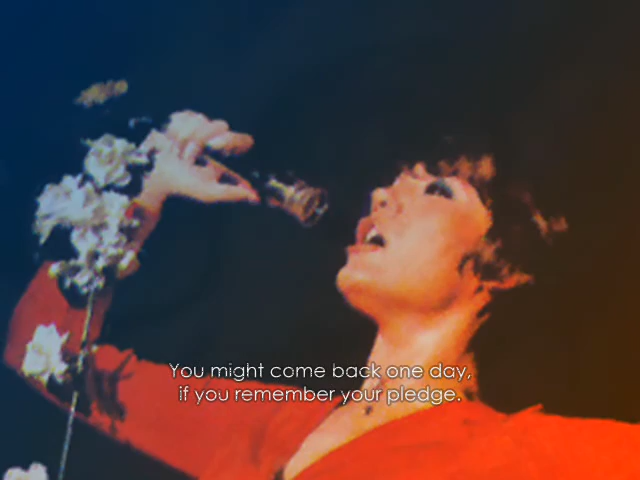 You might come back one day,
if you remember your pledge.